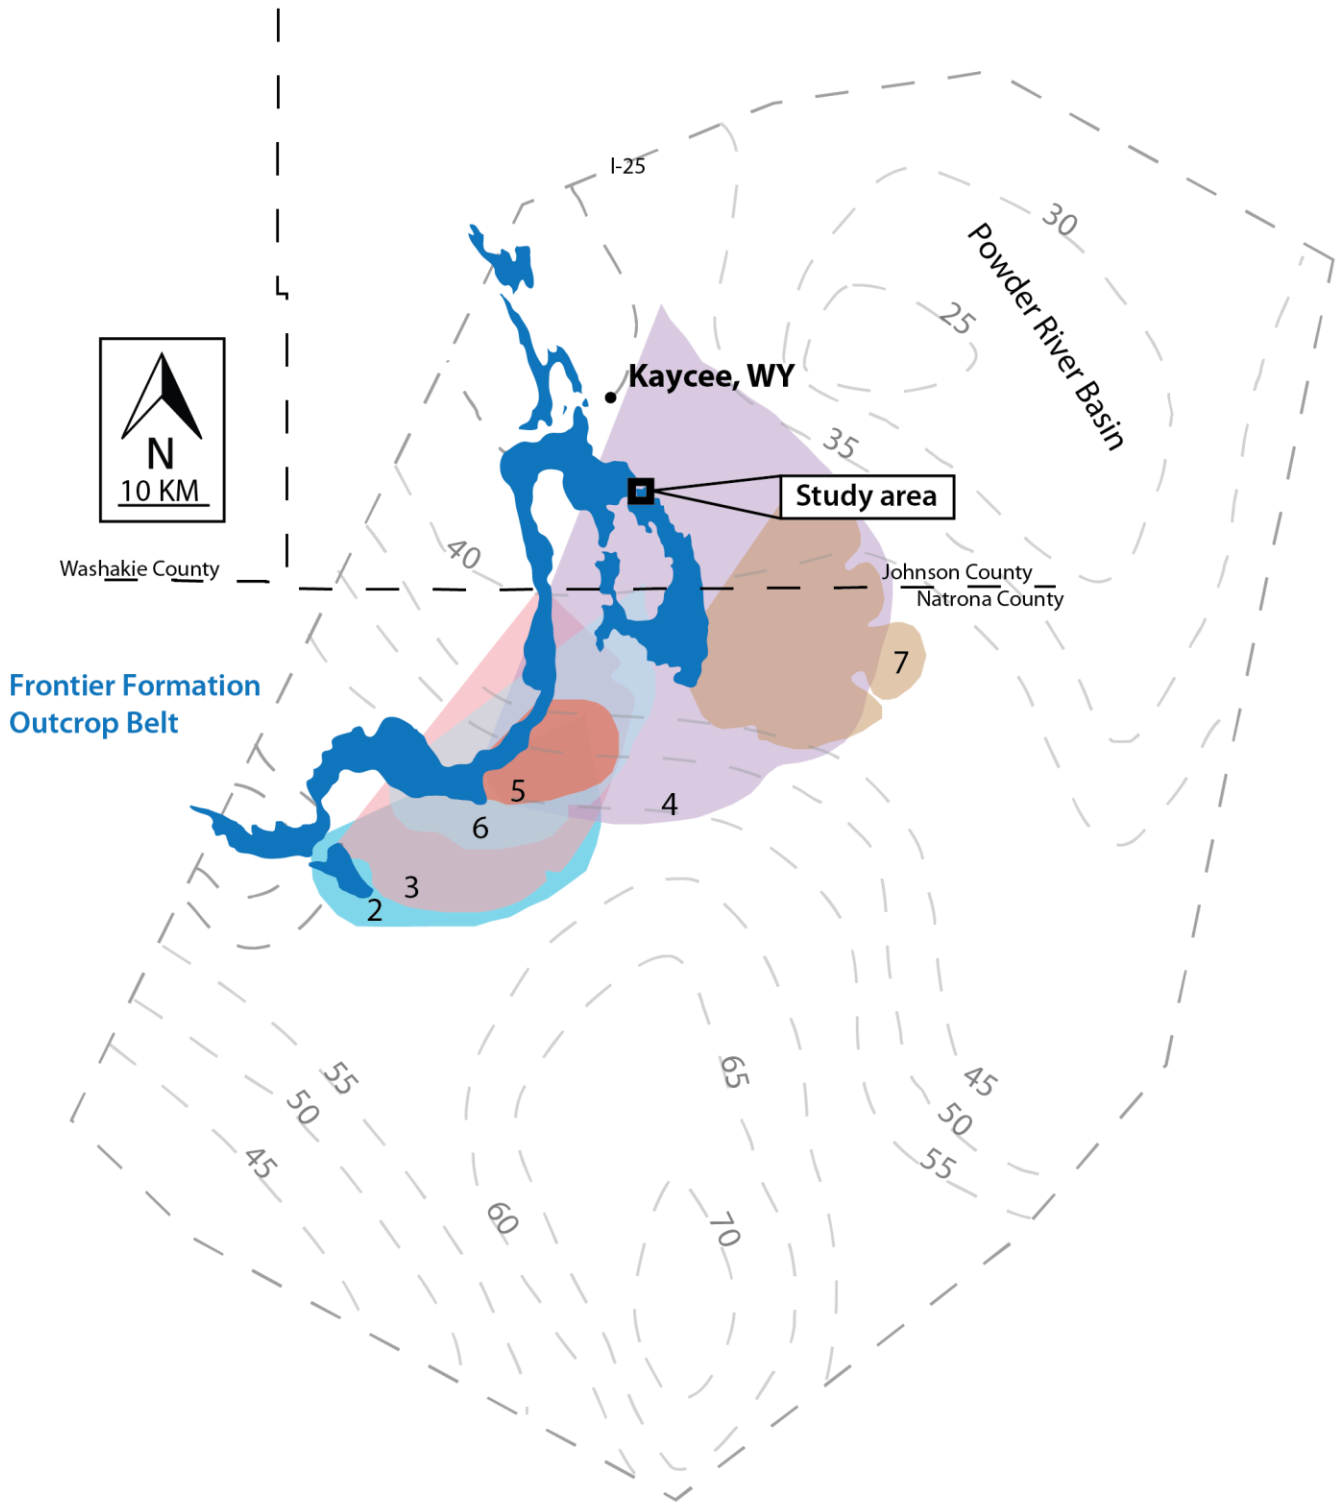 I-25
30
Powder River Basin
25
Kaycee, WY
35
N
10 KM
Study area
40
Washakie County
Johnson County
Natrona County
7
Frontier Formation
Outcrop Belt
5
4
6
3
2
55
65
45
50
50
45
55
60
70